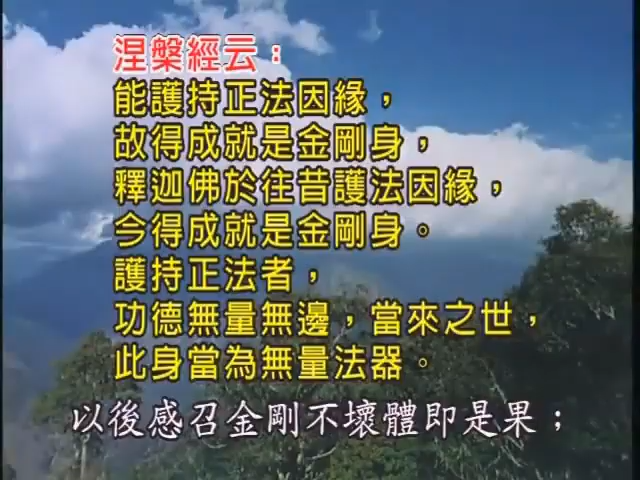 涅槃經云：
能護持正法因緣，
故得成就是金剛身，
釋迦佛於往昔護法因緣，
今得成就是金剛身。
護持正法者，
功德無量無邊，當來之世，
此身當為無量法器。
以後感召金剛不壞體即是果；